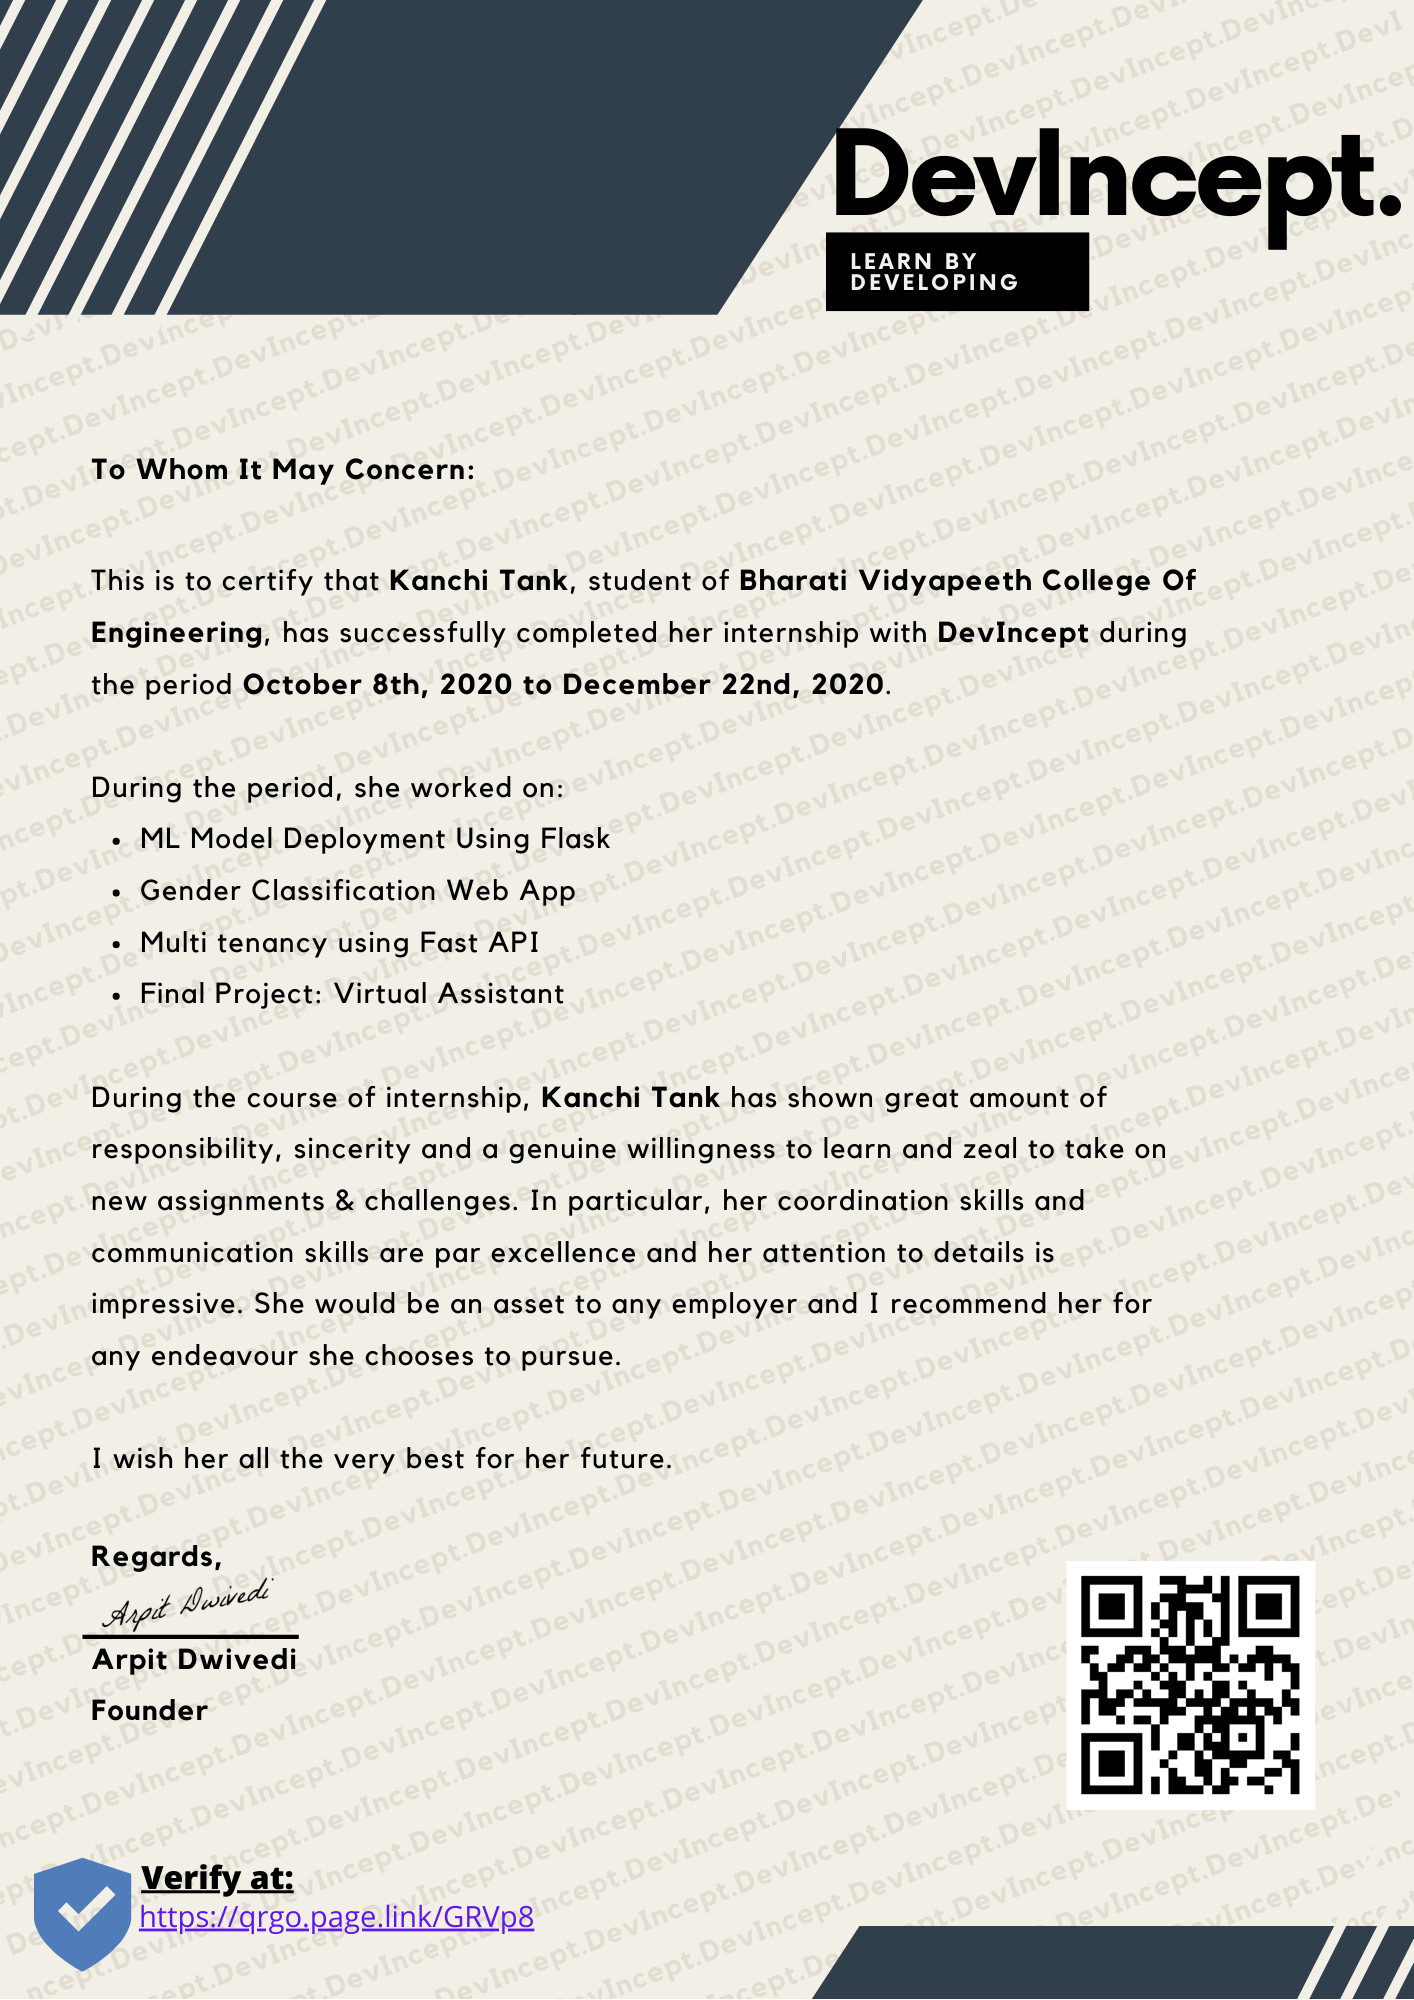 DevIncept.
LEARN BY
DEVELOPING
To Whom It May Concern:
This is to certify that Kanchi Tank, student of Bharati Vidyapeeth College Of
Engineering, has successfully completed her internship with DevIncept during
the period October 8th, 2020 to December 22nd, 2020.
During the period, she worked on:
• ML Model Deployment Using Flask
• Gender Classification Web App
• Multi tenancy using Fast API
• Final Project: Virtual Assistant
During the course of internship, Kanchi Tank has shown great amount of
responsibility, sincerity and a genuine willingness to learn and zeal to take on
new assignments & challenges. In particular, her coordination skills and
communication skills are par excellence and her attention to details is
impressive. She would be an asset to any employer and I recommend her for
any endeavour she chooses to pursue.
I wish her all the very best for her future.
Regards,
Arpit Dwivedi
Arpit Dwivedi
Founder
Verify at:
https://qrgo.page.link/GRVp8